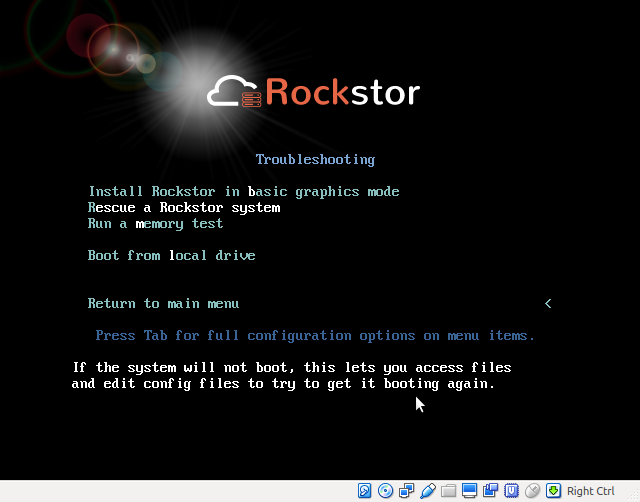 Rockstor
Troubleshooting
Install Rockstor in basic graphics mode
Rescue a Rockstor system
Run a memory test
Boot from local drive
Return to main menu <
Press Tab for full configuration options on menu items.
If the system will not boot, this lets you access files
and edit config files to try to get it booting again.
Right Ctrl